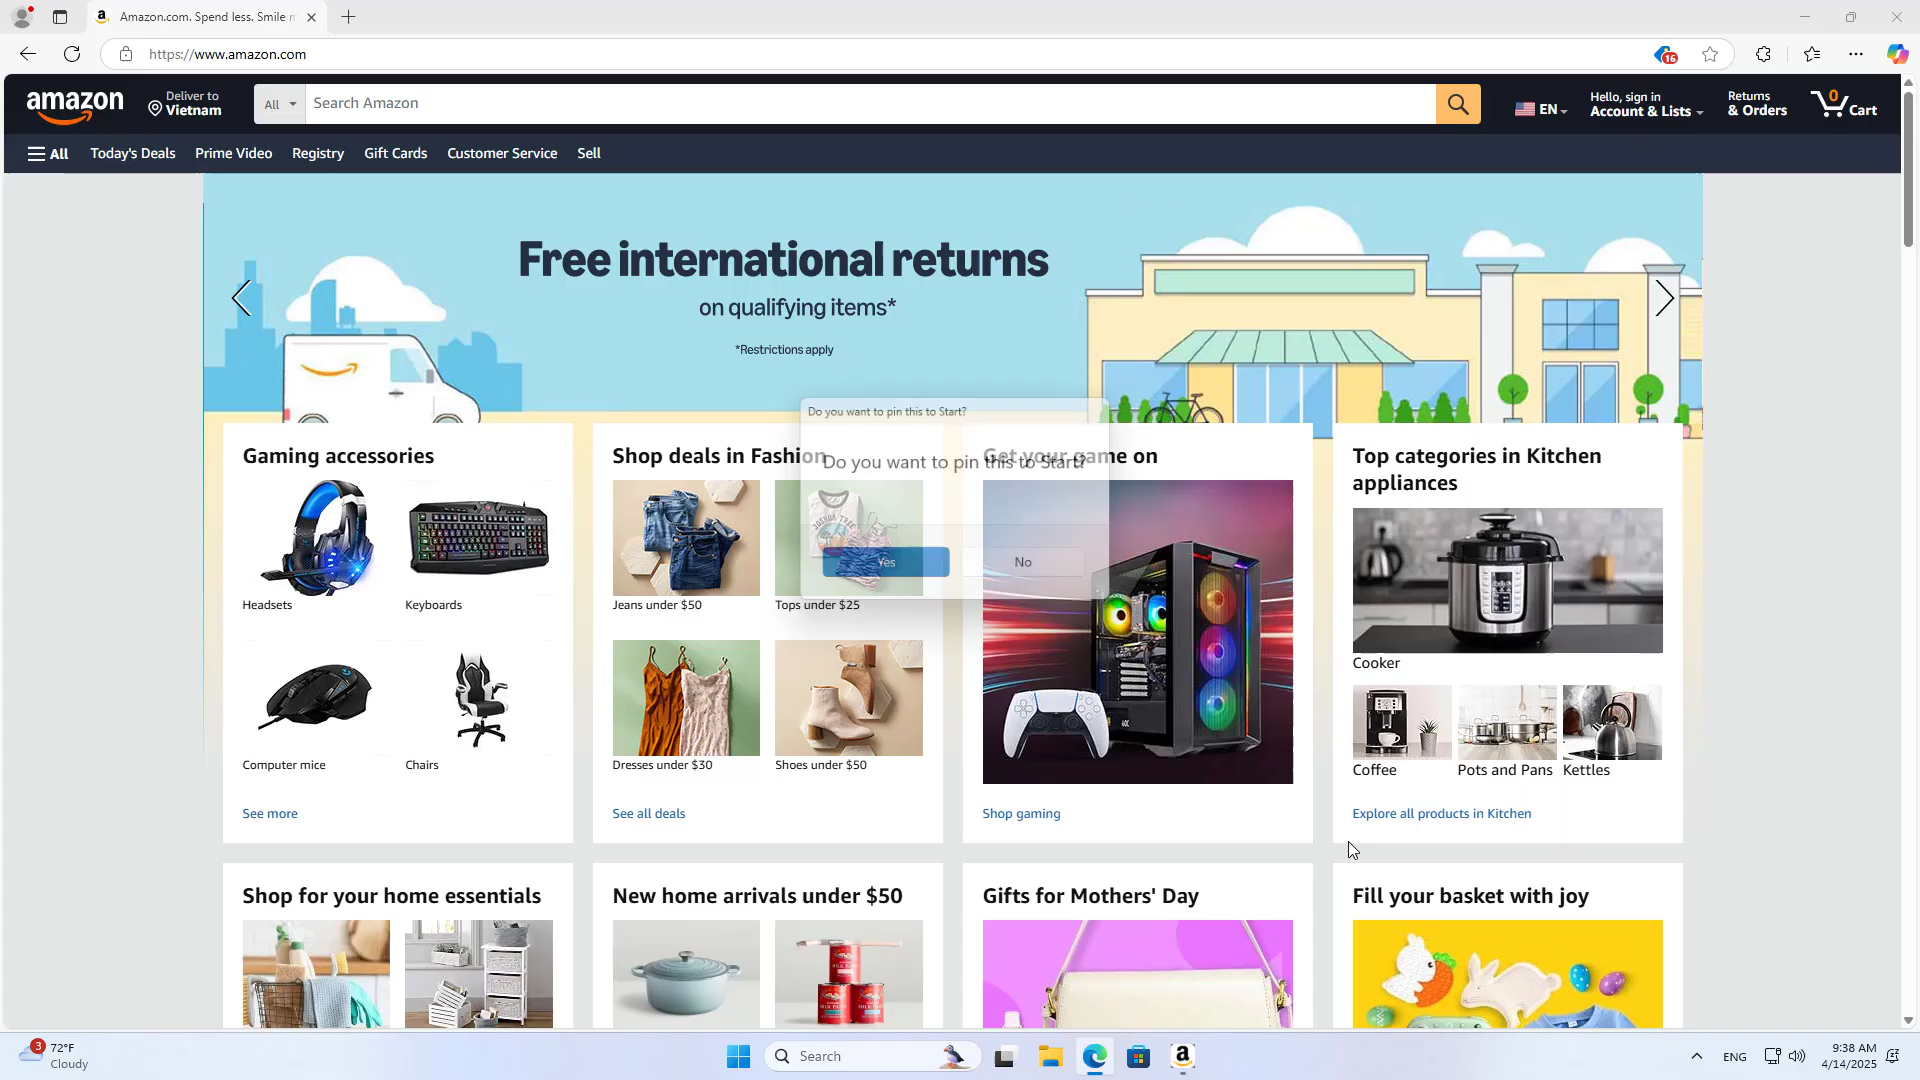 Amazon.com. Spend less. Smile m
https://www.amazon.com
16
amazon
Deliver to
Vietnam
All
Search Amazon
EN
Hello, sign in
Account & Lists
Returns
& Orders
0
Cart
All
Today's Deals
Prime Video
Registry
Gift Cards
Customer Service
Sell
Free international returns
on qualifying items*
*Restrictions apply
Do you want to pin this to Start?
Do you want to pin this to Start?
Yes
No
Gaming accessories
Headsets
Keyboards
Computer mice
Chairs
See more
Shop deals in Fashion
Jeans under $50
Tops under $25
Dresses under $30
Shoes under $50
See all deals
Get your game on
Shop gaming
Top categories in Kitchen
appliances
Cooker
Coffee
Pots and Pans
Kettles
Explore all products in Kitchen
Shop for your home essentials
New home arrivals under $50
Gifts for Mothers' Day
Fill your basket with joy
3
72°F
Cloudy
Search
ENG
9:38 AM
4/14/2025